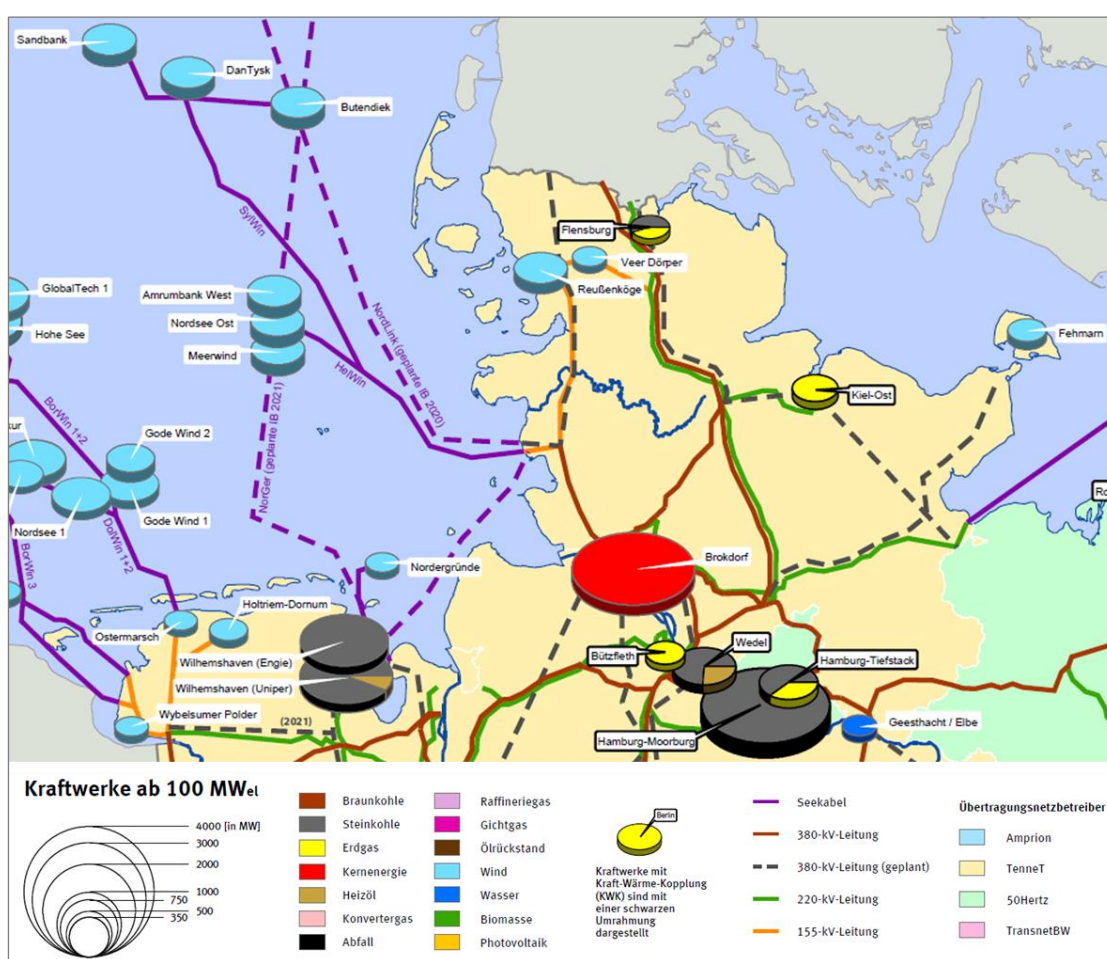 Sandbank
DanTysk
Butendiek
SylWin
Flensburg
Veer Dörper
Reußenköge
GlobalTech 1
Hohe See
Amrumbank West
Nordsee Ost
Meerwind
NordLink (geplante IB 2020)
HelWin
NorGer (geplante IB 2021)
Fehmarn
Kiel-Ost
BorWin 1+2
kur
Gode Wind 2
Gode Wind 1
Nordsee 1
DolWin 1+2
BorWin 3
Ro
Nordergründe
Brokdorf
Holtriem-Dornum
Ostermarsch
Wilhemshaven (Engie)
Wilhemshaven (Uniper)
Bützfleth
Wedel
Hamburg-Tiefstack
Wybelsumer Polder
(2021)
Hamburg-Moorburg
Geesthacht / Elbe
Kraftwerke ab 100 MWel
4000 [in MW]
3000
2000
1000
750
500
350
Braunkohle
Steinkohle
Erdgas
Kernenergie
Heizöl
Konvertergas
Abfall
Raffineriegas
Gichtgas
Ölrückstand
Wind
Wasser
Biomasse
Photovoltaik
Berlin
Kraftwerke mit
Kraft-Wärme-Kopplung
(KWK) sind mit
einer schwarzen
Umrahmung
dargestellt
Seekabel
380-kV-Leitung
380-kV-Leitung (geplant)
220-kV-Leitung
155-kV-Leitung
Übertragungsnetzbetreiber
Amprion
TenneT
50Hertz
TransnetBW